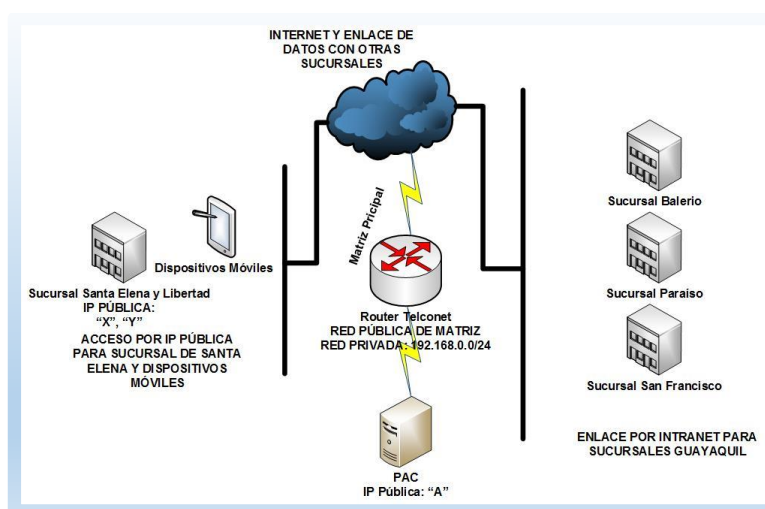 INTERNET Y ENLACE DE
DATOS CON OTRAS
SUCURSALES
Matriz Pricipal
Dispositivos Móviles
Sucursal Santa Elena y Libertad
IP PÚBLICA:
“X”, “Y”
ACCESO POR IP PÚBLICA
PARA SUCURSAL DE SANTA
ELENA Y DISPOSITIVOS
MÓVILES
Router Telconet
RED PÚBLICA DE MATRIZ
RED PRIVADA: 192.168.0.0/24
PAC
IP Pública: “A”
Sucursal Balerio
Sucursal Paraiso
Sucursal San Francisco
ENLACE POR INTRANET PARA
SUCURSALES GUAYAQUIL